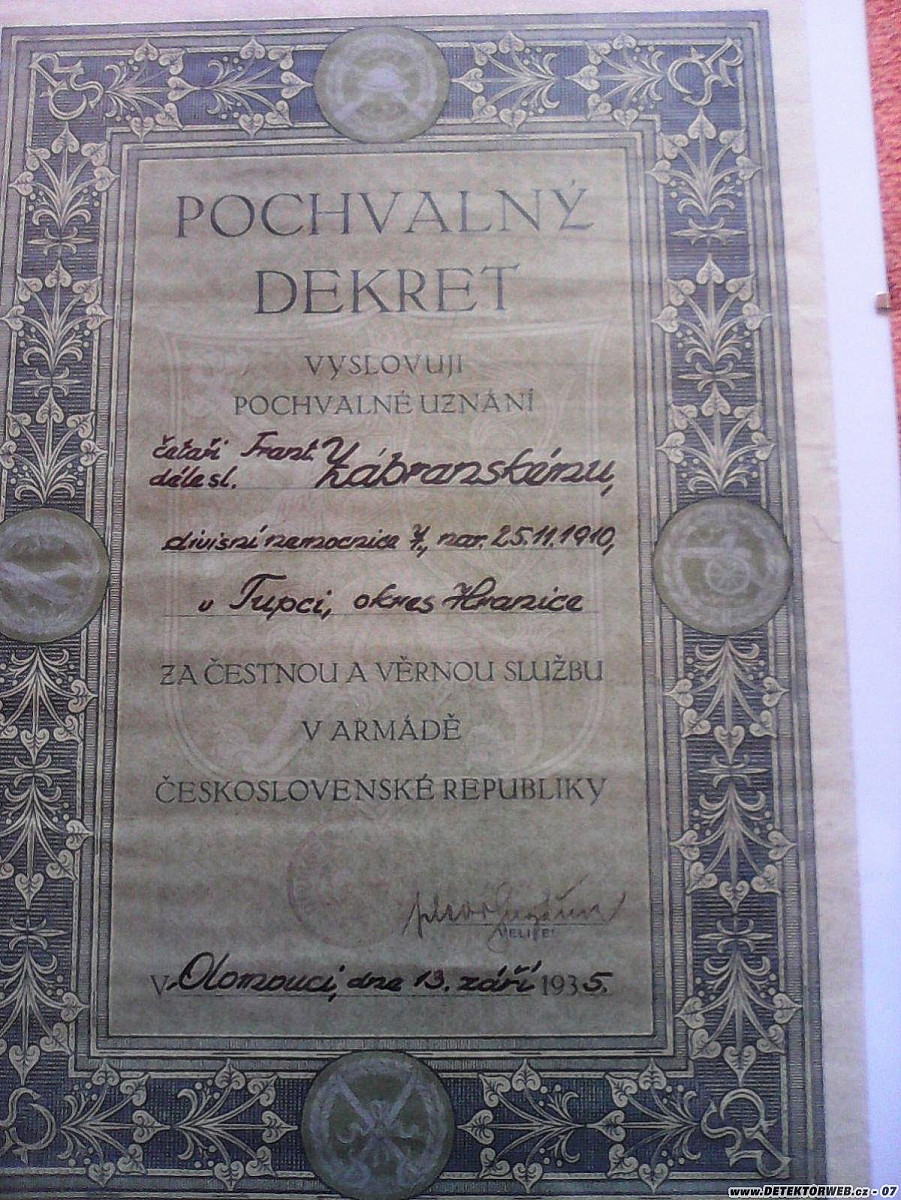 POCHVALNÝ
DEKRET
VYSLOVUJI
POCHVALNÉ UZNÁNÍ
četaři Frant. Zábranskému,
délesl.
divisní nemocnice 7., nar. 25.11.1910,
v Tupci, okres Hranice
ZA ČESTNOU A VĚRNOU SLUŽBU
V ARMÁDĚ
ČESKOSLOVENSKÉ REPUBLIKY
VELITEL
V Olomouci, dne 13. září 1935.
www.DETEKTORWEB.cz - 07